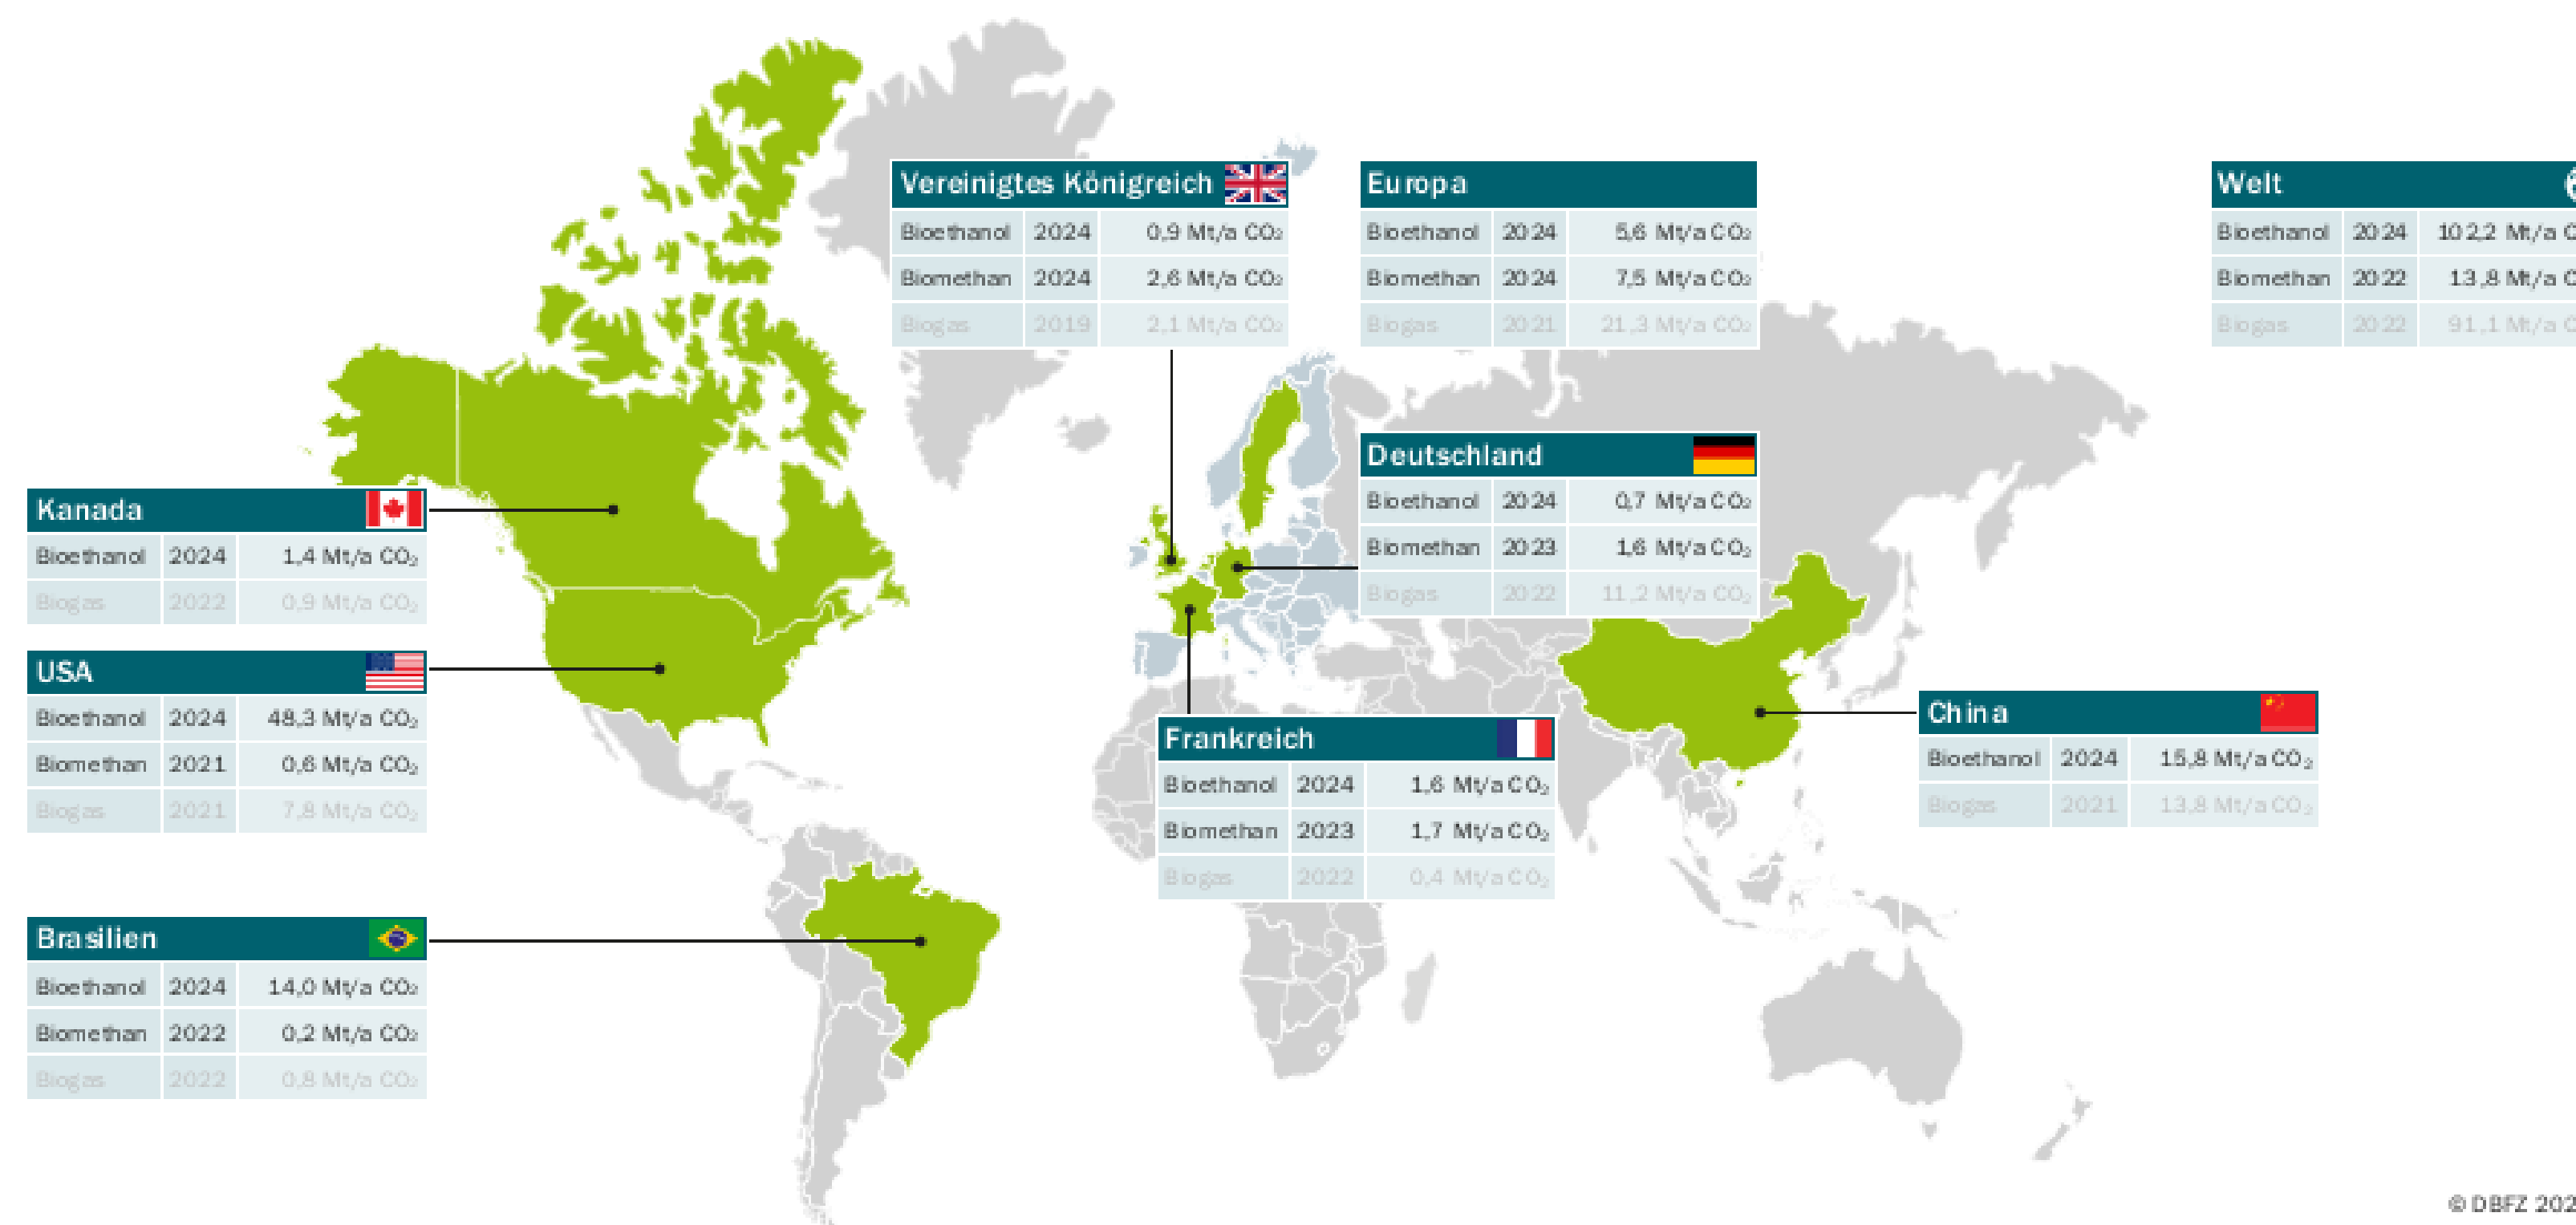 Vereinigtes Königreich
Bioethanol 2024 0,9 Mt/a CO₂
Biomethan 2024 2,6 Mt/a CO₂
Biogas 2019 2,1 Mt/a CO₂
Europa
Bioethanol 2024 5,6 Mt/a CO₂
Biomethan 2024 7,5 Mt/a CO₂
Biogas 2021 21,3 Mt/a CO₂
Welt
Bioethanol 2024 102,2 Mt/a C
Biomethan 2022 13,8 Mt/a C
Biogas 2022 91,1 Mt/a C
Deutschland
Bioethanol 2024 0,7 Mt/a CO₂
Biomethan 2023 1,6 Mt/a CO₂
Biogas 2022 11,2 Mt/a CO₂
Kanada
Bioethanol 2024 1,4 Mt/a CO₂
Biogas 2022 0,9 Mt/a CO₂
USA
Bioethanol 2024 48,3 Mt/a CO₂
Biomethan 2021 0,6 Mt/a CO₂
Biogas 2021 7,8 Mt/a CO₂
Frankreich
Bioethanol 2024 1,6 Mt/a CO₂
Biomethan 2023 1,7 Mt/a CO₂
Biogas 2022 0,4 Mt/a CO₂
China
Bioethanol 2024 15,8 Mt/a CO₂
Biogas 2021 13,8 Mt/a CO₂
Brasilien
Bioethanol 2024 14,0 Mt/a CO₂
Biomethan 2022 0,2 Mt/a CO₂
Biogas 2022 0,8 Mt/a CO₂
© DBFZ 202